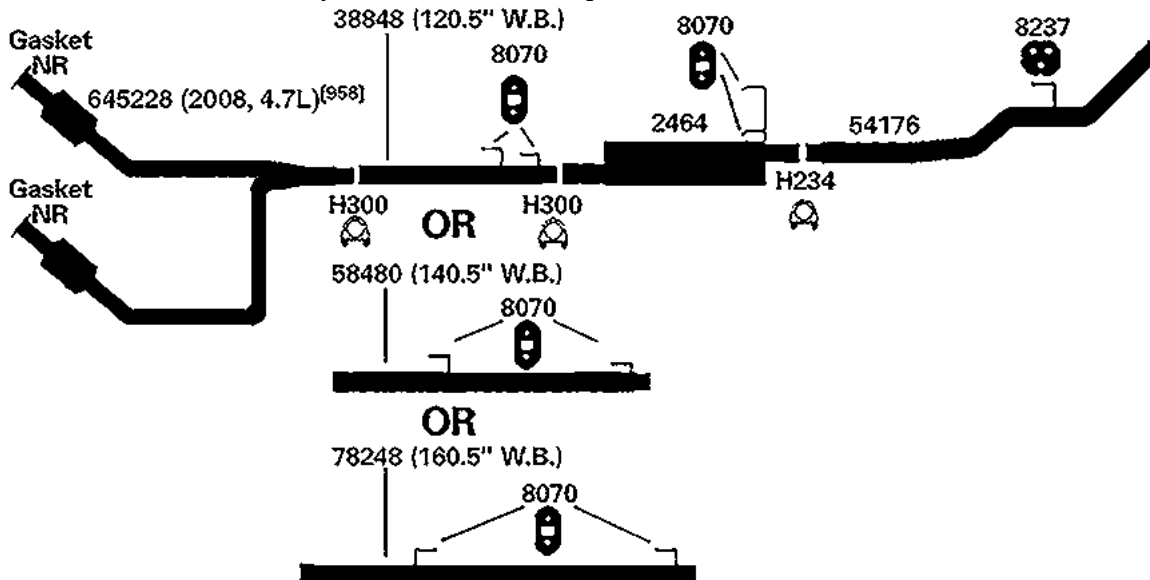 38848 (120.5" W.B.)
Gasket
NR
8070
8070
8237
645228 (2008, 4.7L)[958]
2464
54176
Gasket
NR
H300
OR
H300
H234
58480 (140.5" W.B.)
8070
OR
78248 (160.5" W.B.)
8070